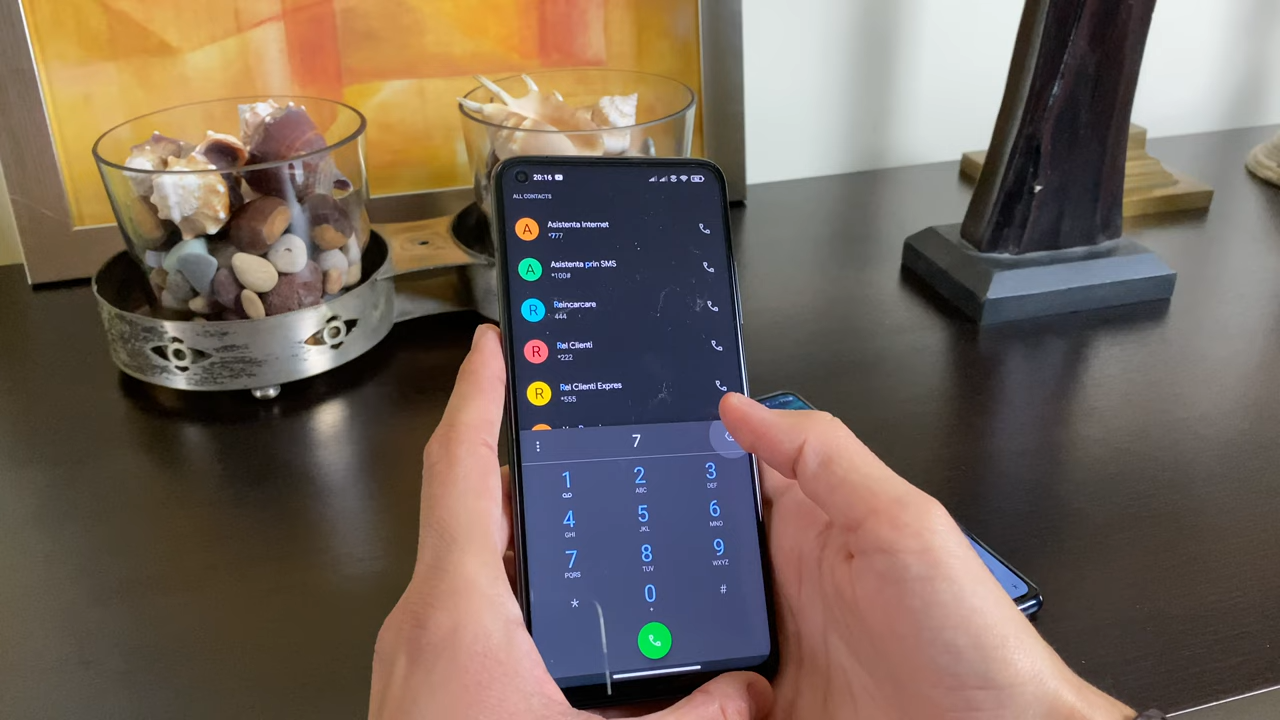 20:16
ALL CONTACTS
A Asistenta Internet
*777
A Asistenta prin SMS
*100#
R Reincarcare
444
R Rel Clienti
*222
R Rel Clienti Expres
*555
7
1 2 3
ABC DEF
4 5 6
GHI JKL MNO
7 8 9
PQRS TUV WXYZ
* 0 #
+